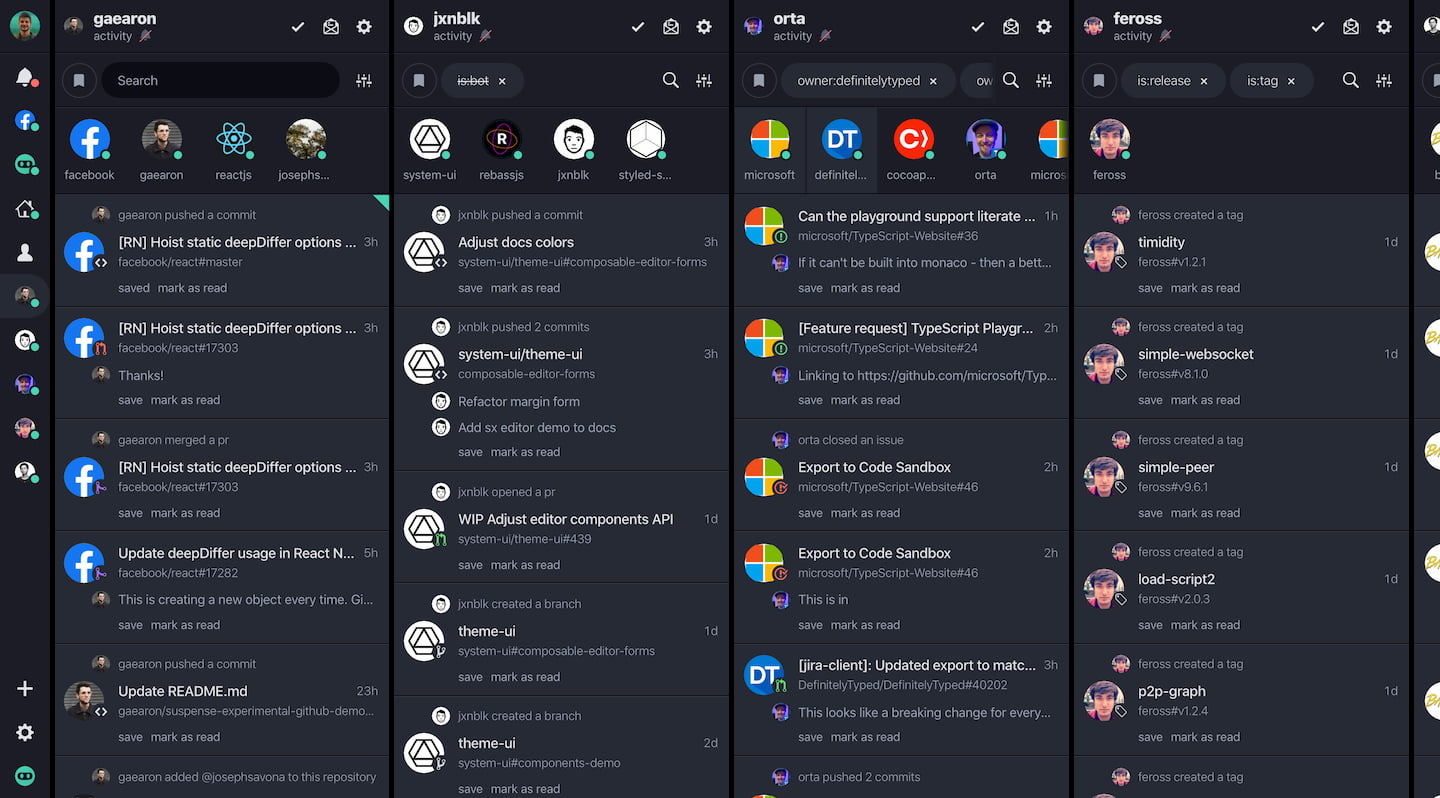 gaearon
activity
Search
facebook
gaearon
reactjs
josephs...
gaearon pushed a commit
[RN] Hoist static deepDiffer options ... 3h
facebook/react#master
saved mark as read
[RN] Hoist static deepDiffer options ... 3h
facebook/react#17303
Thanks!
save mark as read
gaearon merged a pr
[RN] Hoist static deepDiffer options ... 3h
facebook/react#17303
save mark as read
Update deepDiffer usage in React N... 5h
facebook/react#17282
This is creating a new object every time. Gi...
save mark as read
gaearon pushed a commit
Update README.md 23h
gaearon/suspense-experimental-github-demo...
save mark as read
gaearon added @josephsavona to this repository
jxnblk
activity
is:bot ×
system-ui
R
rebassjs
jxnblk
styled-s...
jxnblk pushed a commit
Adjust docs colors 3h
system-ui/theme-ui#composable-editor-forms
save mark as read
jxnblk pushed 2 commits
system-ui/theme-ui 3h
composable-editor-forms
Refactor margin form
Add sx editor demo to docs
save mark as read
jxnblk opened a pr
WIP Adjust editor components API 1d
system-ui/theme-ui#439
save mark as read
jxnblk created a branch
theme-ui 1d
system-ui#composable-editor-forms
save mark as read
jxnblk created a branch
theme-ui 2d
system-ui#components-demo
save mark as read
orta
activity
owner:definitelytyped × ow
microsoft
DT
definitel...
cocoap...
orta
micros
Can the playground support literate ... 1h
microsoft/TypeScript-Website#36
If it can't be built into monaco - then a bett...
save mark as read
[Feature request] TypeScript Playgr... 2h
microsoft/TypeScript-Website#24
Linking to https://github.com/microsoft/Typ...
save mark as read
orta closed an issue
Export to Code Sandbox 2h
microsoft/TypeScript-Website#46
save mark as read
Export to Code Sandbox 2h
microsoft/TypeScript-Website#46
This is in
save mark as read
DT
[jira-client]: Updated export to matc... 3h
DefinitelyTyped/DefinitelyTyped#40202
This looks like a breaking change for every...
save mark as read
orta pushed 2 commits
feross
activity
is:release × is:tag ×
feross
feross created a tag
timidity 1d
feross#v1.2.1
save mark as read
feross created a tag
simple-websocket 1d
feross#v8.1.0
save mark as read
feross created a tag
simple-peer 1d
feross#v9.6.1
save mark as read
feross created a tag
load-script2 1d
feross#v2.0.3
save mark as read
feross created a tag
p2p-graph 1d
feross#v1.2.4
save mark as read
feross created a tag